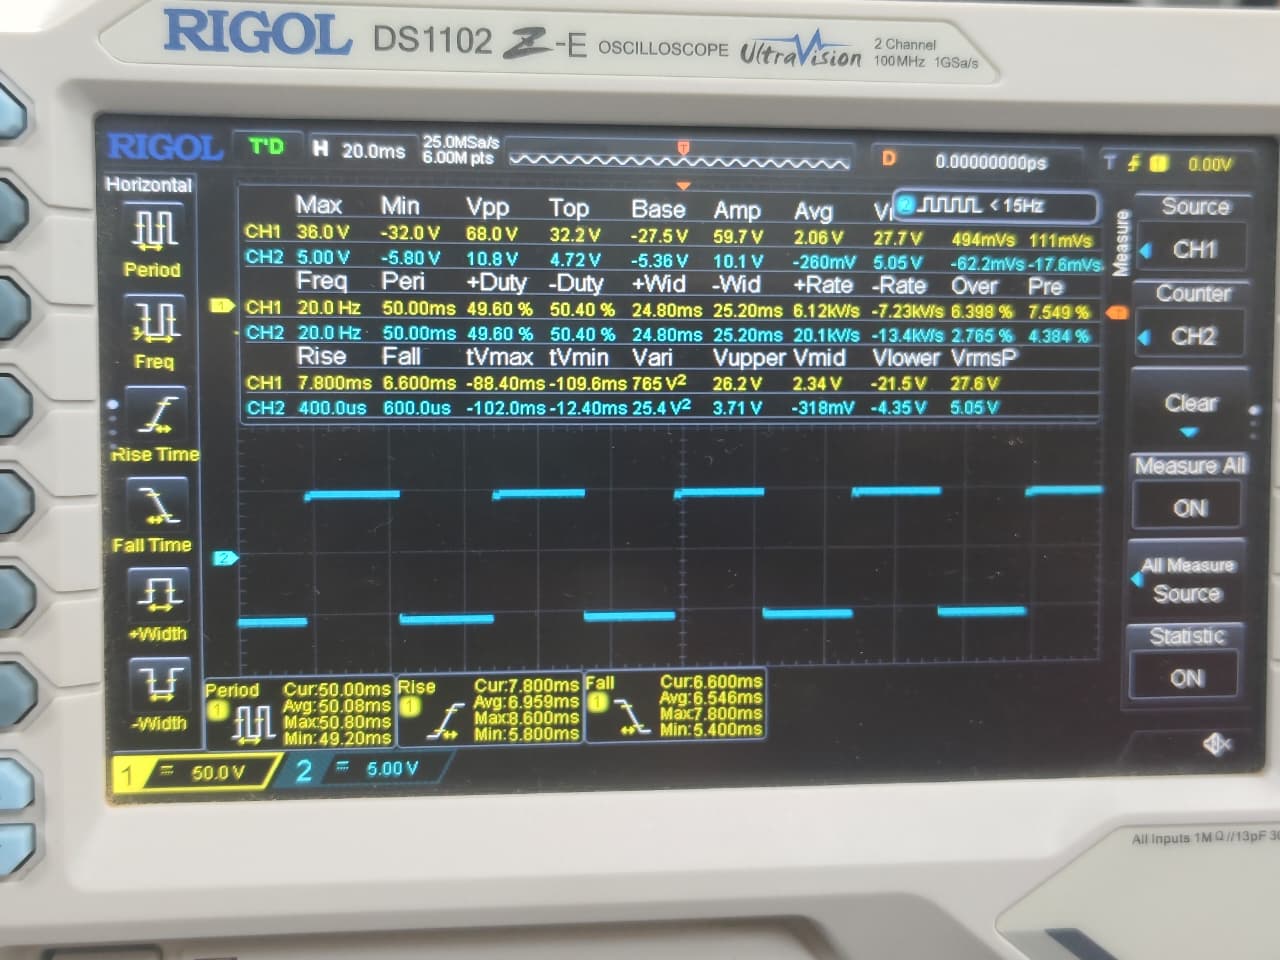 RIGOL DS1102 Z-E OSCILLOSCOPE UltraVision 2 Channel
100MHz 1GSa/s
RIGOL T'D H 20.0ms 25.0MSa/s
6.00M pts
T
D 0.00000000ps T 1 0.00V
Horizontal
Period
Freq
Rise Time
Fall Time
+Width
-Width
Max Min Vpp Top Base Amp Avg
2 < 15Hz
CH1 36.0 V -32.0 V 68.0 V 32.2 V -27.5 V 59.7 V 2.06 V 27.7 V 494mVs 111mVs
CH2 5.00 V -5.80 V 10.8 V 4.72 V -5.36 V 10.1 V -260mV 5.05 V -62.2mVs -17.6mVs
Freq Peri +Duty -Duty +Wid -Wid +Rate -Rate Over Pre
CH1 20.0 Hz 50.00ms 49.60 % 50.40 % 24.80ms 25.20ms 6.12kV/s -7.23kV/s 6.398 % 7.549 %
CH2 20.0 Hz 50.00ms 49.60 % 50.40 % 24.80ms 25.20ms 20.1kV/s -13.4kV/s 2.765 % 4.384 %
Rise Fall tVmax tVmin Vari Vupper Vmid Vlower VrmsP
CH1 7.800ms 6.600ms -88.40ms -109.6ms 765 V² 26.2 V 2.34 V -21.5 V 27.6 V
CH2 400.0us 600.0us -102.0ms -12.40ms 25.4 V² 3.71 V -318mV -4.35 V 5.05 V
1
2
Measure
Source
CH1
Counter
CH2
Clear
Measure All
ON
All Measure
Source
Statistic
ON
Period
1
Cur:50.00ms
Avg:50.08ms
Max:50.80ms
Min:49.20ms
Rise
1
Cur:7.800ms
Avg:6.959ms
Max:8.600ms
Min:5.800ms
Fall
1
Cur:6.600ms
Avg:6.546ms
Max:7.800ms
Min:5.400ms
1 = 50.0 V 2 = 5.00 V
All Inputs 1MΩ//13pF